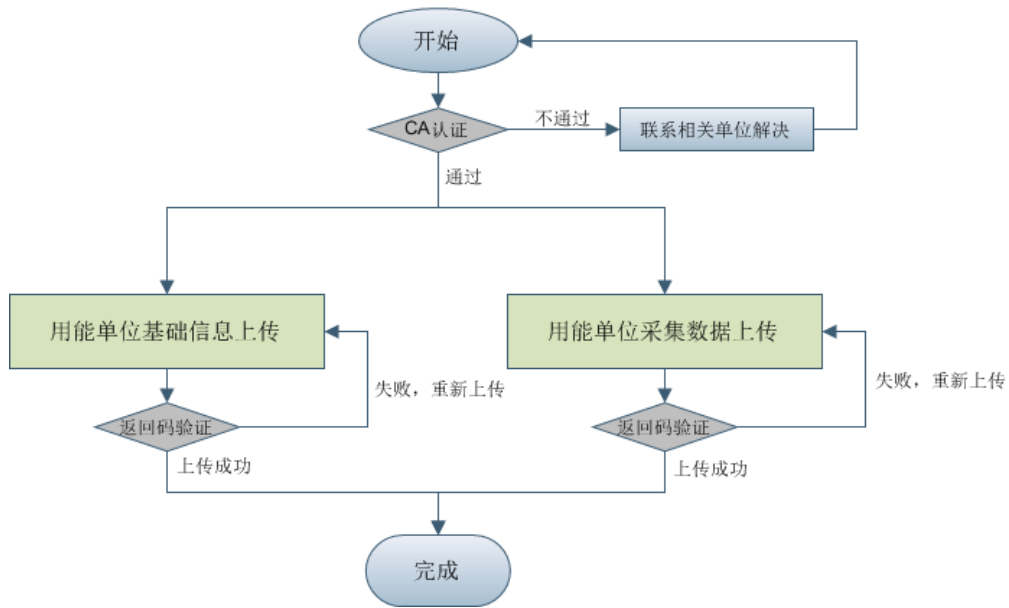 开始
CA认证
不通过
联系相关单位解决
通过
用能单位基础信息上传
用能单位采集数据上传
失败，重新上传
失败，重新上传
返回码验证
返回码验证
上传成功
上传成功
完成